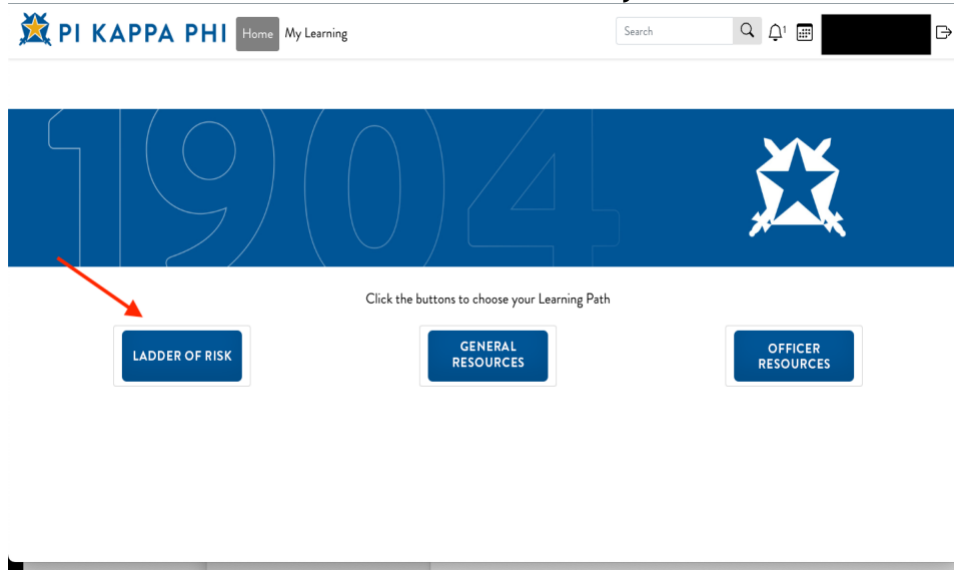 PI KAPPA PHI Home My Learning Search 1
1904
Click the buttons to choose your Learning Path
LADDER OF RISK
GENERAL
RESOURCES
OFFICER
RESOURCES